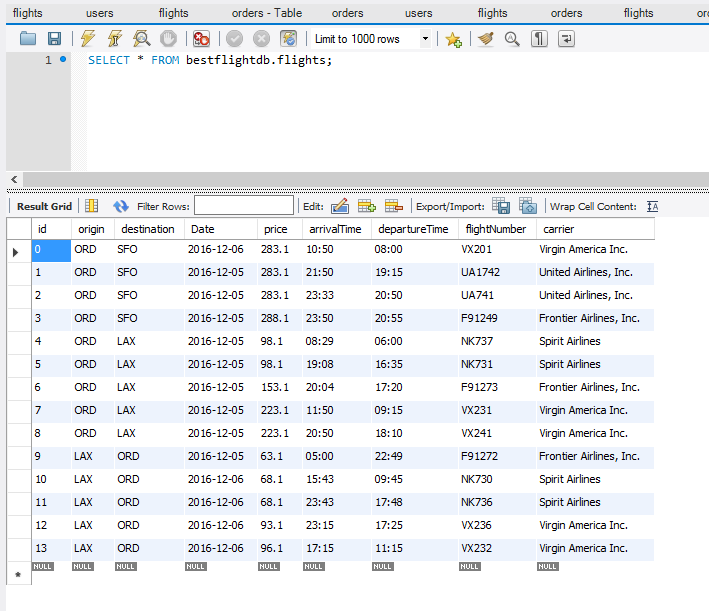 flights users flights orders - Table orders users flights orders flights
Limit to 1000 rows
1 SELECT * FROM bestflightdb.flights;
Result Grid Filter Rows: Edit: Export/Import: Wrap Cell Content:
id origin destination Date price arrivalTime departureTime flightNumber carrier
0 ORD SFO 2016-12-06 283.1 10:50 08:00 VX201 Virgin America Inc.
1 ORD SFO 2016-12-05 283.1 21:50 19:15 UA1742 United Airlines, Inc.
2 ORD SFO 2016-12-05 283.1 23:33 20:50 UA741 United Airlines, Inc.
3 ORD SFO 2016-12-05 288.1 23:50 20:55 F91249 Frontier Airlines, Inc.
4 ORD LAX 2016-12-05 98.1 08:29 06:00 NK737 Spirit Airlines
5 ORD LAX 2016-12-05 98.1 19:08 16:35 NK731 Spirit Airlines
6 ORD LAX 2016-12-05 153.1 20:04 17:20 F91273 Frontier Airlines, Inc.
7 ORD LAX 2016-12-05 223.1 11:50 09:15 VX231 Virgin America Inc.
8 ORD LAX 2016-12-05 223.1 20:50 18:10 VX241 Virgin America Inc.
9 LAX ORD 2016-12-05 63.1 05:00 22:49 F91272 Frontier Airlines, Inc.
10 LAX ORD 2016-12-06 68.1 15:43 09:45 NK730 Spirit Airlines
11 LAX ORD 2016-12-06 68.1 23:43 17:48 NK736 Spirit Airlines
12 LAX ORD 2016-12-06 93.1 23:15 17:25 VX236 Virgin America Inc.
13 LAX ORD 2016-12-06 96.1 17:15 11:15 VX232 Virgin America Inc.
* NULL NULL NULL NULL NULL NULL NULL NULL NULL